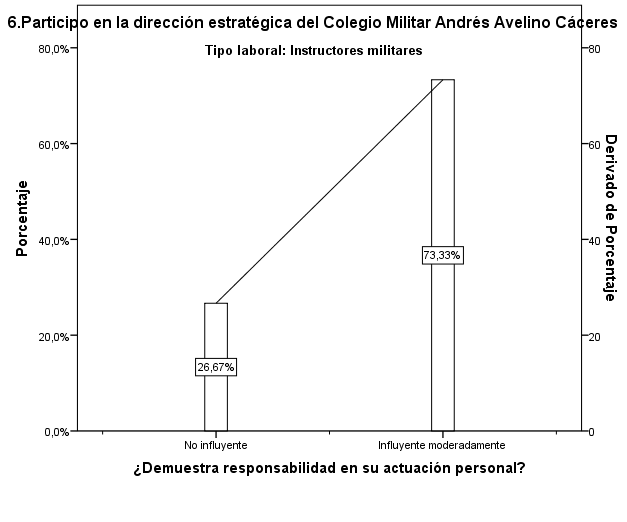 6.Participo en la dirección estratégica del Colegio Militar Andrés Avelino Cáceres
Tipo laboral: Instructores militares
80,0%
60,0%
40,0%
20,0%
0,0%
Porcentaje
80
60
40
20
0
Derivado de Porcentaje
26,67%
73,33%
No influyente
Influyente moderadamente
¿Demuestra responsabilidad en su actuación personal?